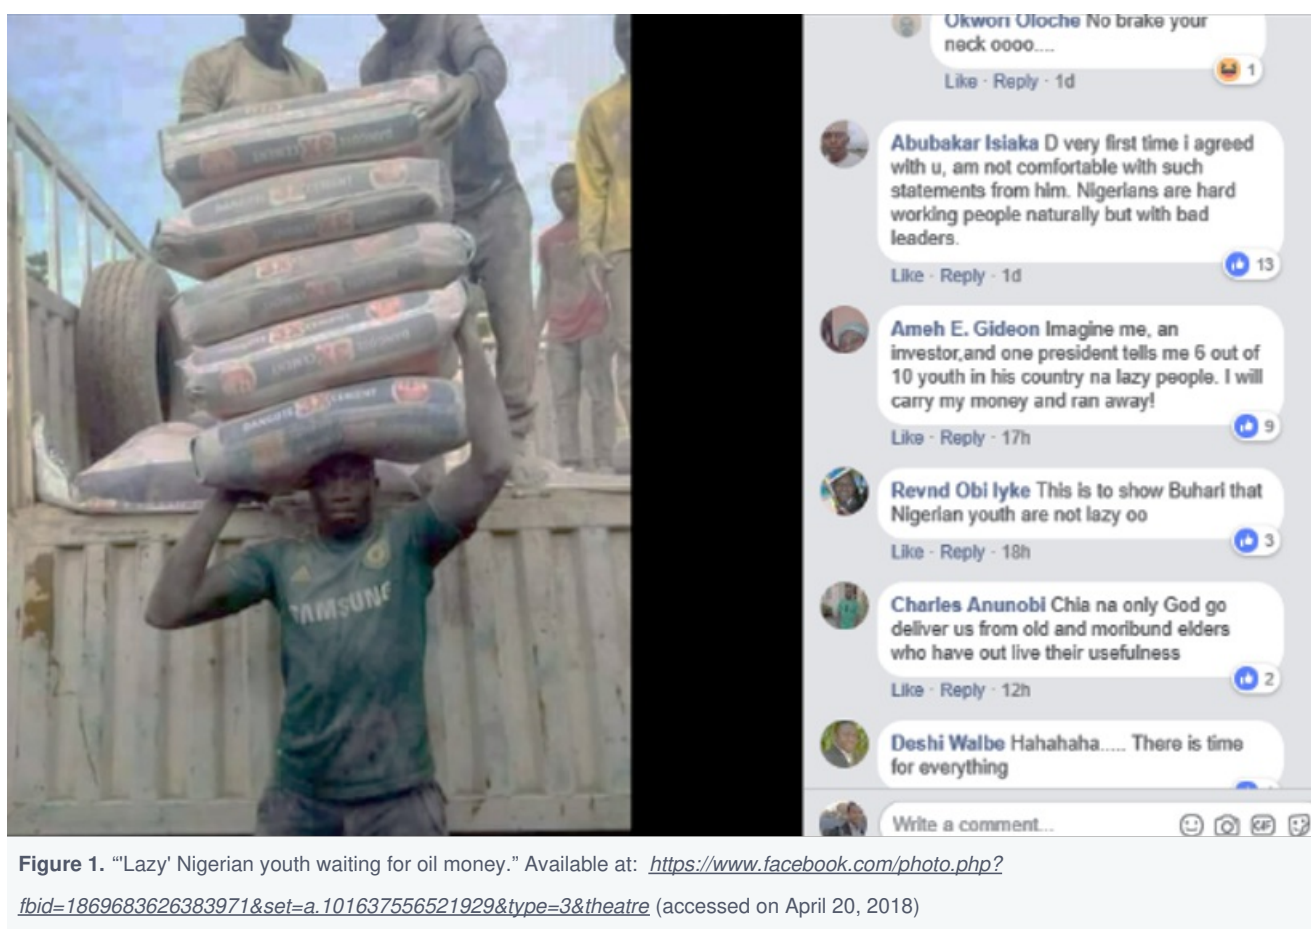 DANGOTE 3X CEMENT
SAMSUNG
Okwori Oloche No brake your
neck oooo....
1
Like · Reply · 1d
Abubakar Isiaka D very first time i agreed
with u, am not comfortable with such
statements from him. Nigerians are hard
working people naturally but with bad
leaders.
13
Like · Reply · 1d
Ameh E. Gideon Imagine me, an
investor,and one president tells me 6 out of
10 youth in his country na lazy people. I will
carry my money and ran away!
9
Like · Reply · 17h
Revnd Obi Iyke This is to show Buhari that
Nigerian youth are not lazy oo
3
Like · Reply · 18h
Charles Anunobi Chia na only God go
deliver us from old and moribund elders
who have out live their usefulness
2
Like · Reply · 12h
Deshi Walbe Hahahaha..... There is time
for everything
Write a comment...
GIF
Figure 1. “'Lazy' Nigerian youth waiting for oil money.” Available at: https://www.facebook.com/photo.php?
fbid=1869683626383971&set=a.101637556521929&type=3&theatre (accessed on April 20, 2018)